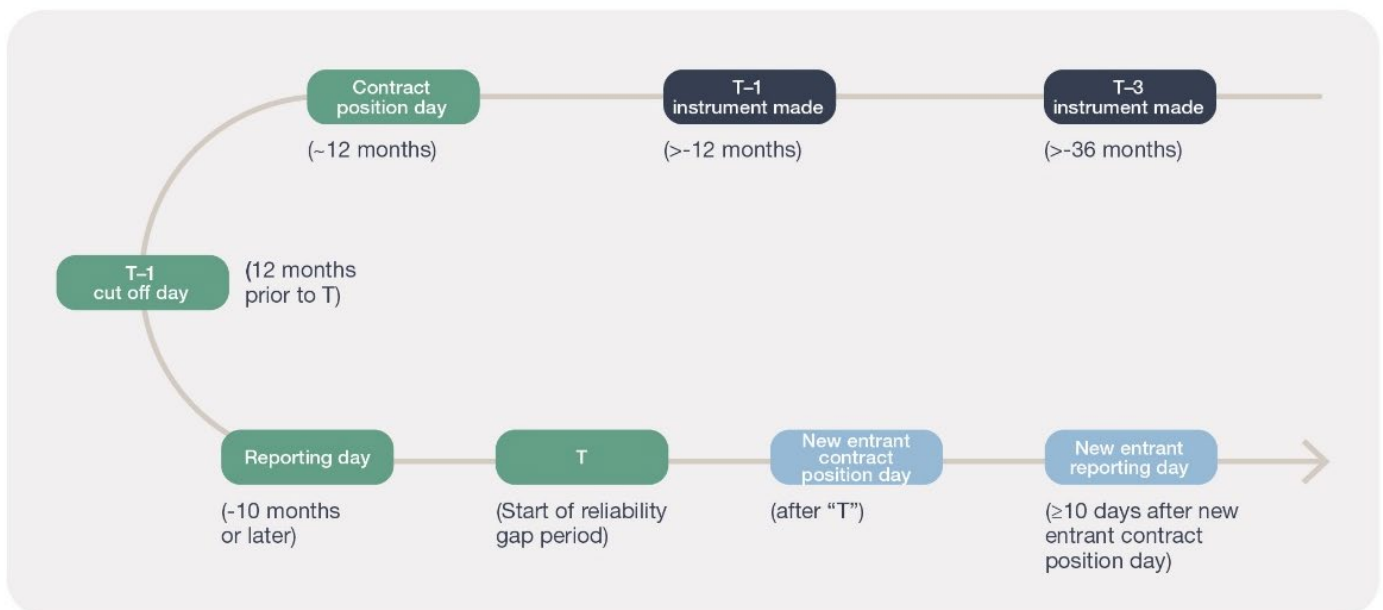 Contract
position day
(~12 months)
T–1
instrument made
(>-12 months)
T–3
instrument made
(>-36 months)
T–1
cut off day
(12 months
prior to T)
Reporting day
(-10 months
or later)
T
(Start of reliability
gap period)
New entrant
contract
position day
(after “T”)
New entrant
reporting day
(≥10 days after new
entrant contract
position day)